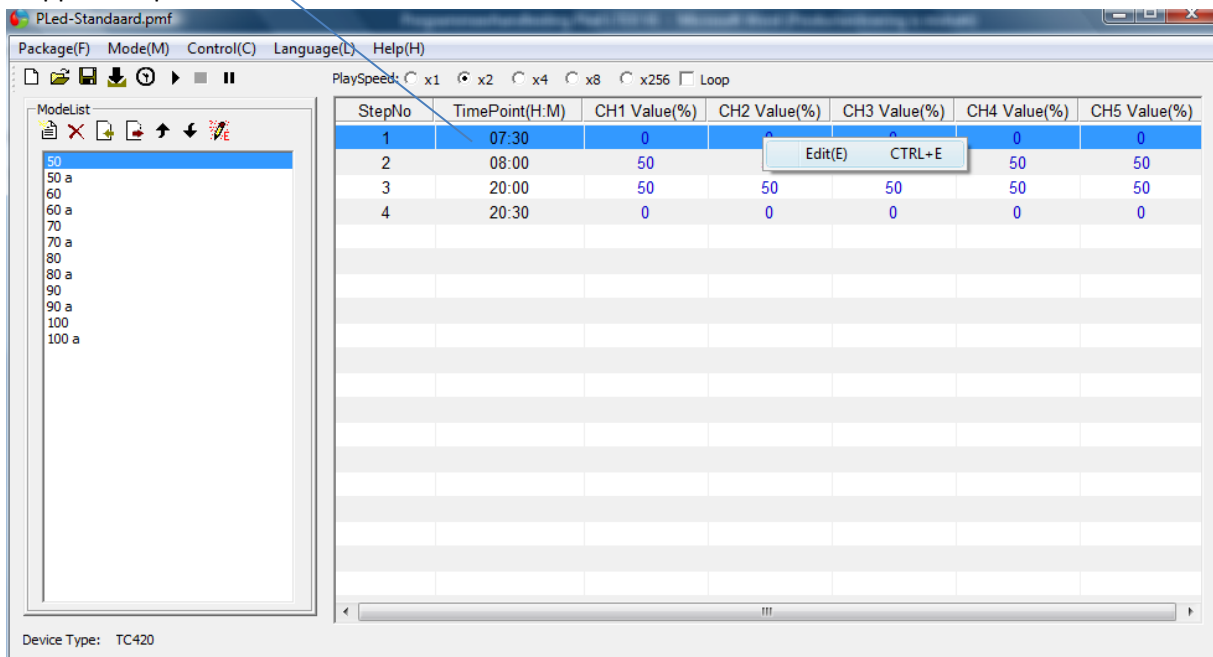 PLed-Standaard.pmf
Package(F) Mode(M) Control(C) Language(L) Help(H)
PlaySpeed: x1 x2 x4 x8 x256 Loop
ModeList
StepNo TimePoint(H:M) CH1 Value(%) CH2 Value(%) CH3 Value(%) CH4 Value(%) CH5 Value(%)
1 07:30 0 0 0 0 0
Edit(E) CTRL+E
2 08:00 50 50 50
3 20:00 50 50 50 50 50
4 20:30 0 0 0 0 0
50
50 a
60
60 a
70
70 a
80
80 a
90
90 a
100
100 a
Device Type: TC420